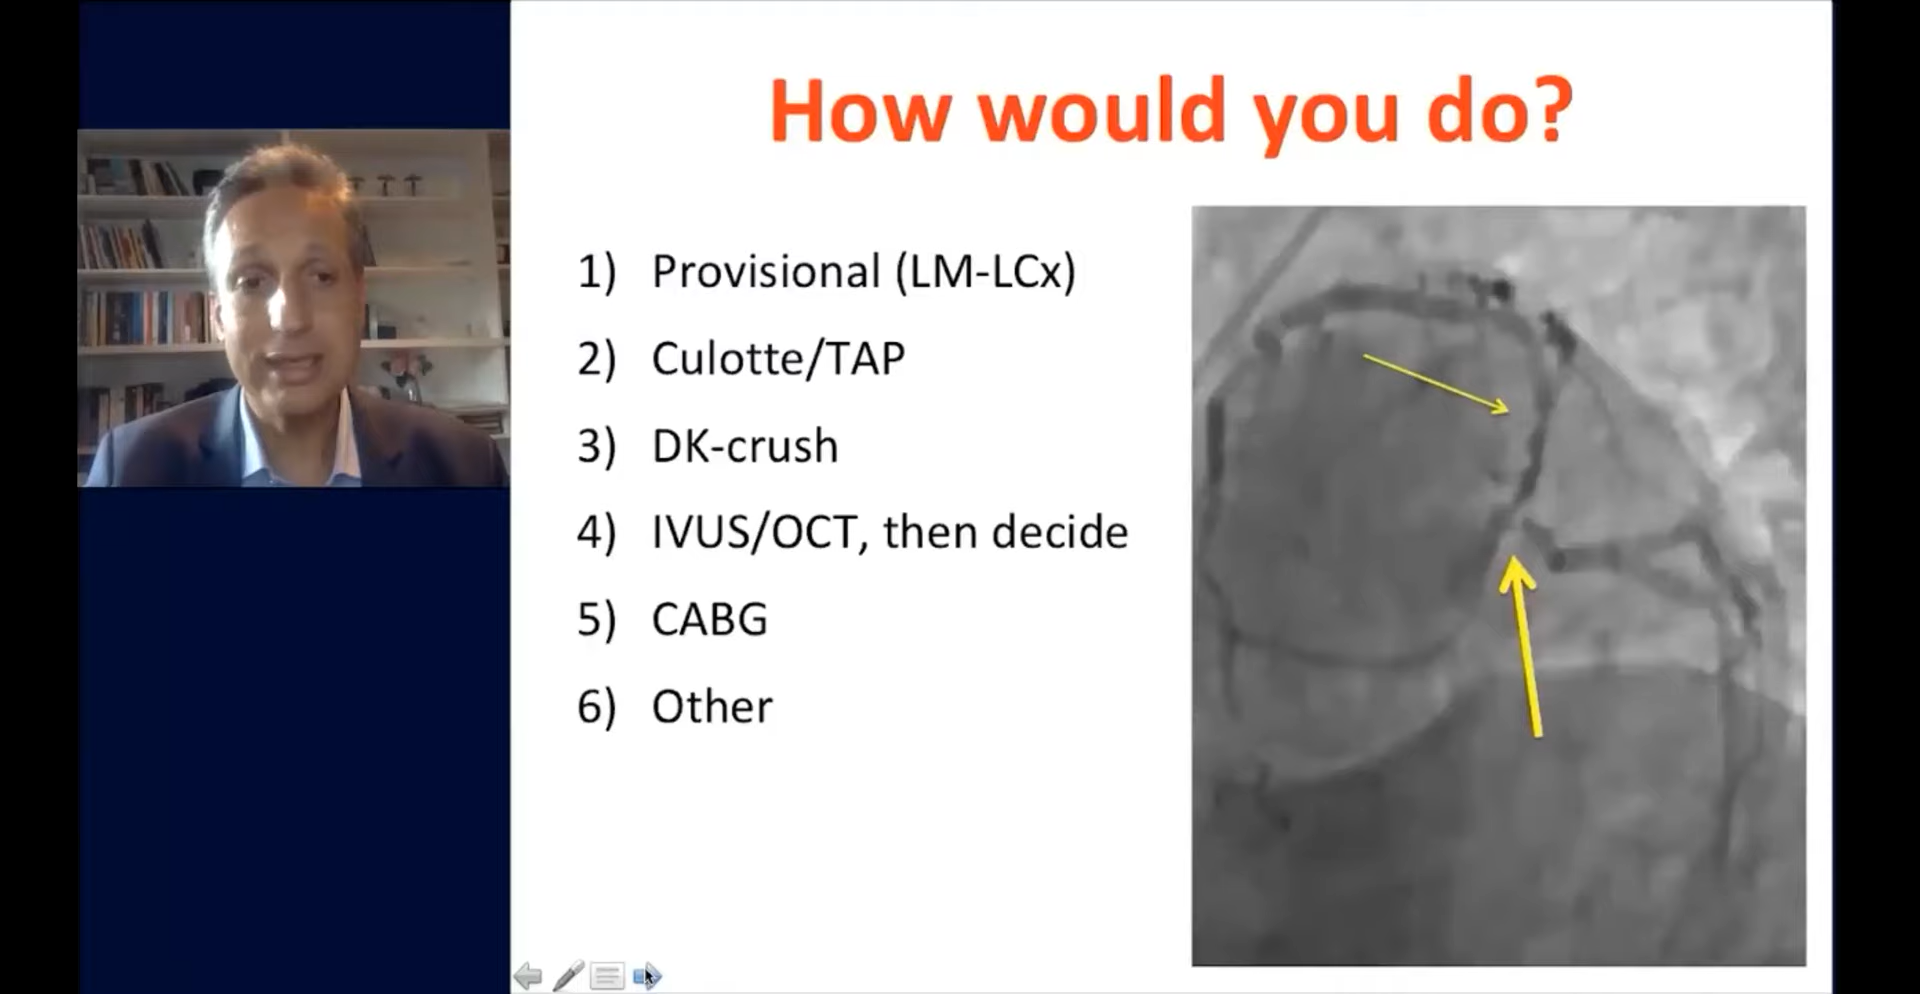 How would you do?
1) Provisional (LM-LCx)
2) Culotte/TAP
3) DK-crush
4) IVUS/OCT, then decide
5) CABG
6) Other